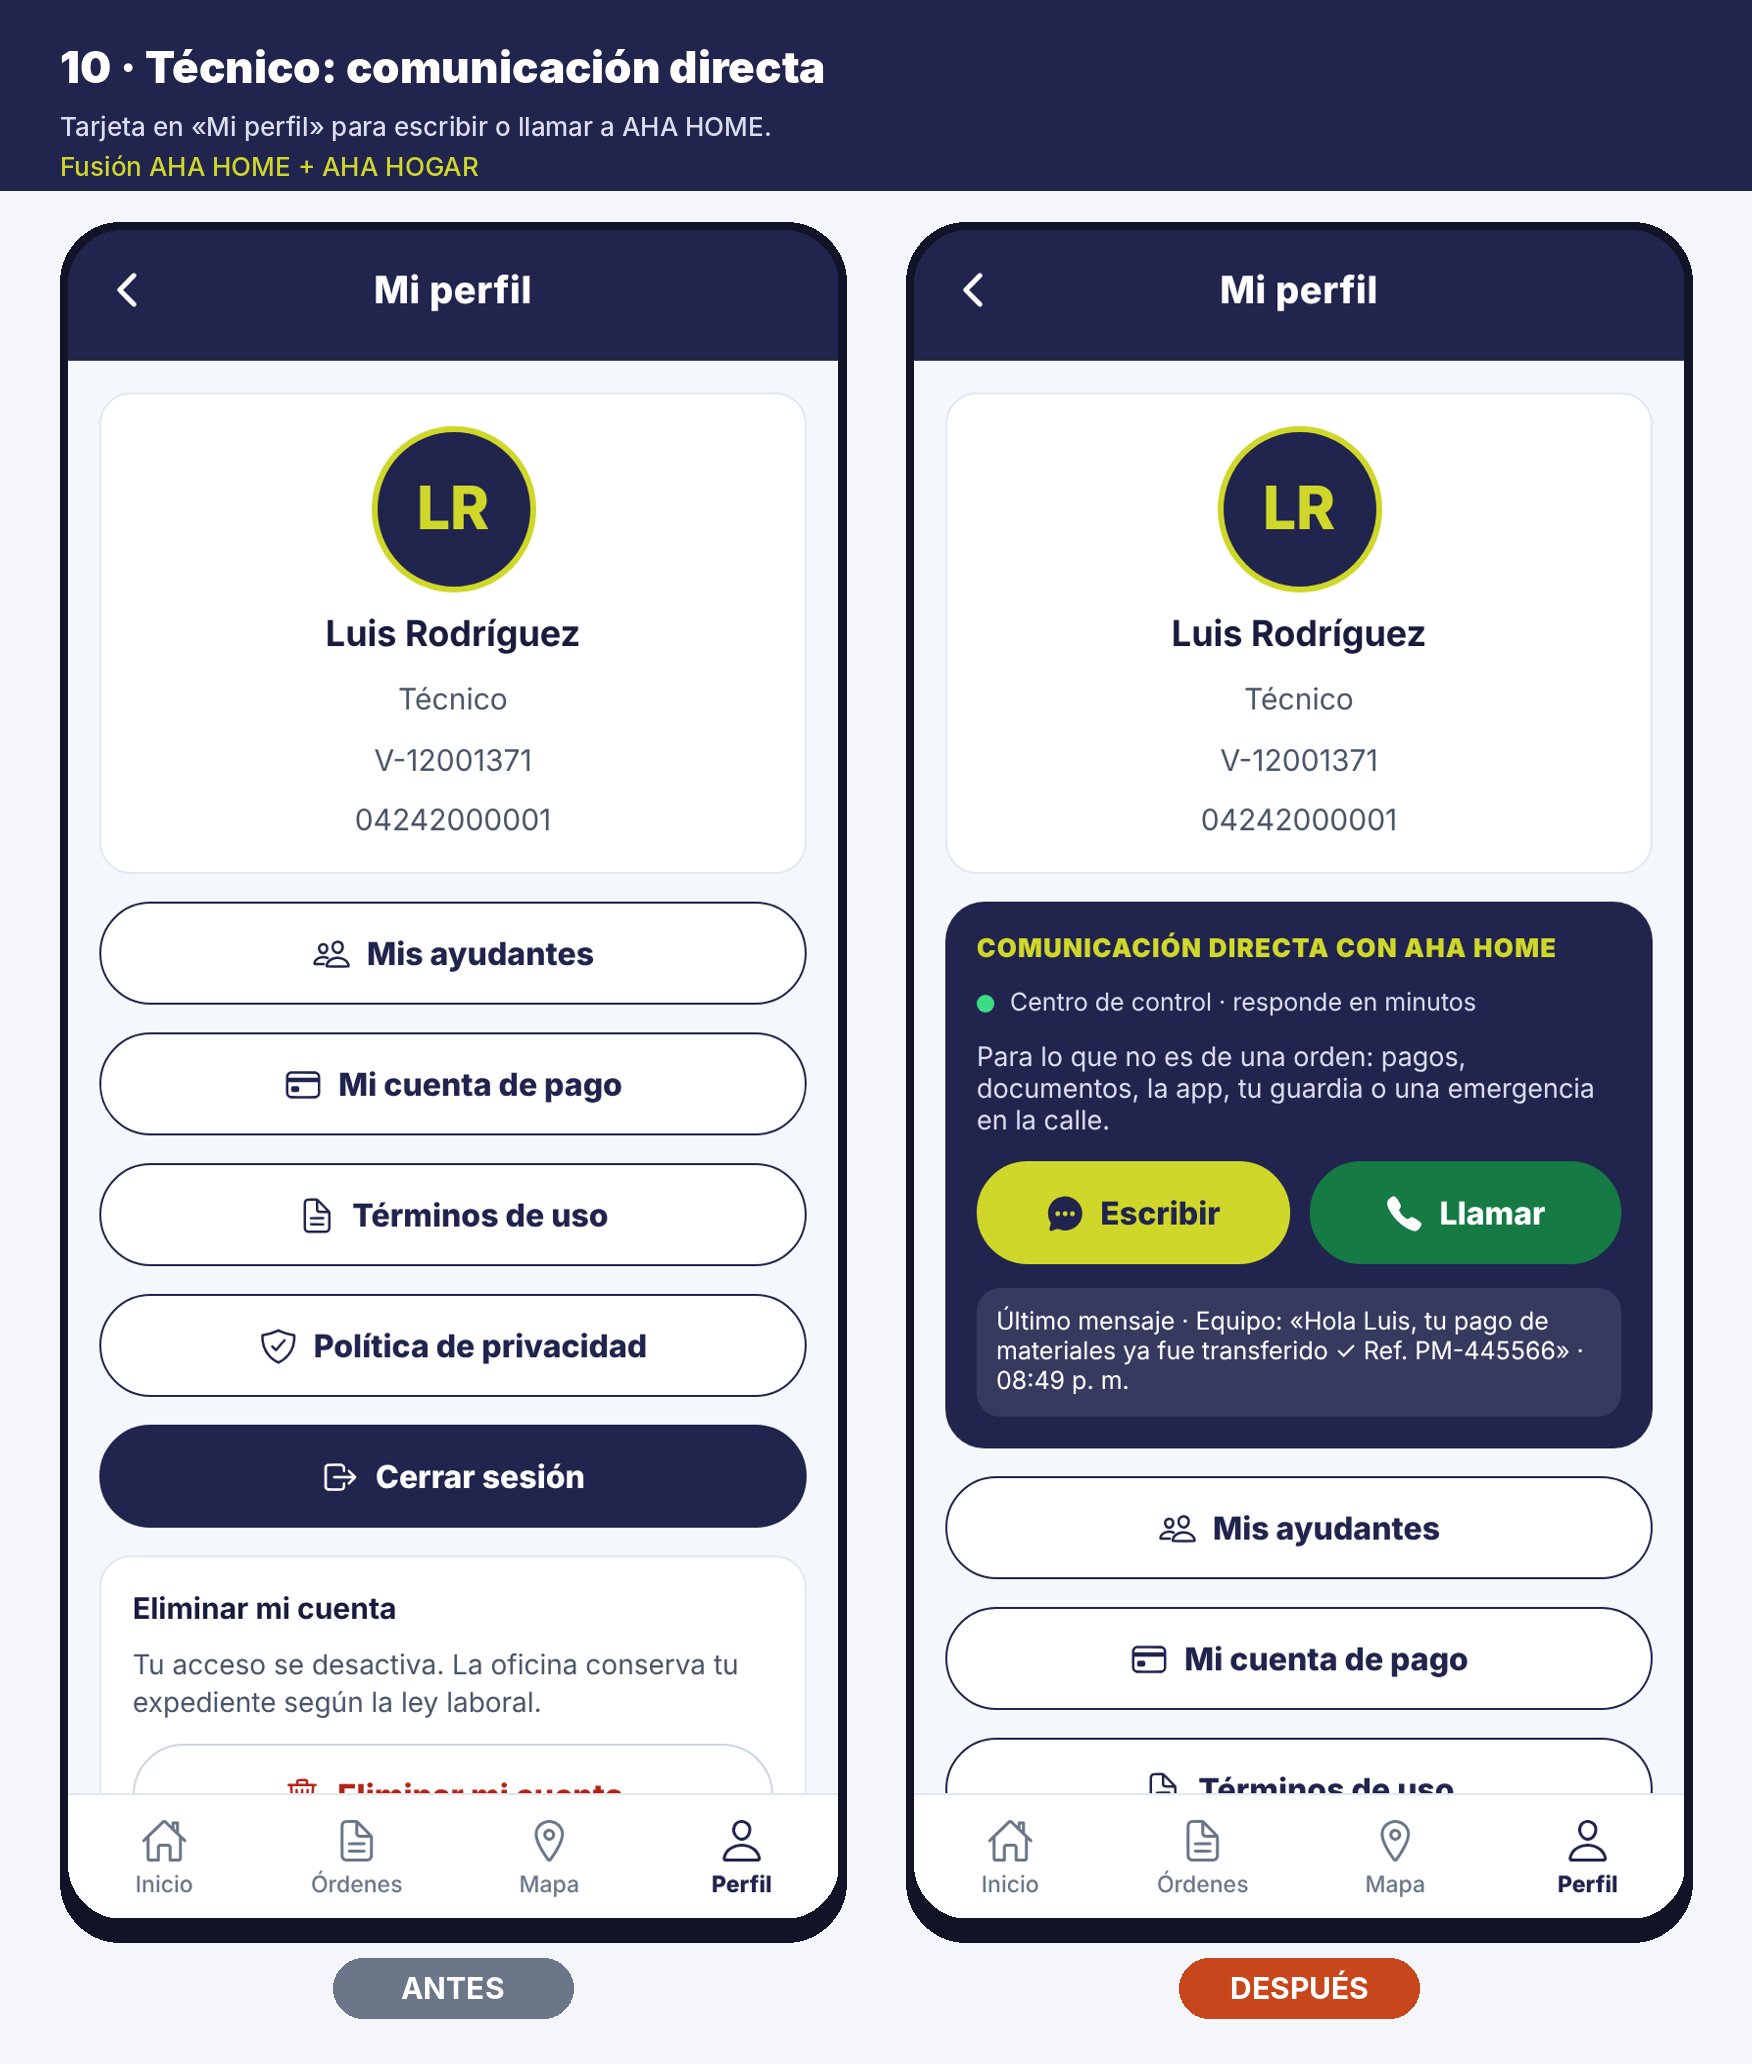 10 · Técnico: comunicación directa
Tarjeta en «Mi perfil» para escribir o llamar a AHA HOME.
Fusión AHA HOME + AHA HOGAR
Mi perfil
LR
Luis Rodríguez
Técnico
V-12001371
04242000001
Mis ayudantes
Mi cuenta de pago
Términos de uso
Política de privacidad
Cerrar sesión
Eliminar mi cuenta
Tu acceso se desactiva. La oficina conserva tu
expediente según la ley laboral.
Eliminar mi cuenta
Inicio
Órdenes
Mapa
Perfil
ANTES
Mi perfil
LR
Luis Rodríguez
Técnico
V-12001371
04242000001
COMUNICACIÓN DIRECTA CON AHA HOME
Centro de control · responde en minutos
Para lo que no es de una orden: pagos,
documentos, la app, tu guardia o una emergencia
en la calle.
Escribir
Llamar
Último mensaje · Equipo: «Hola Luis, tu pago de
materiales ya fue transferido ✓ Ref. PM-445566» ·
08:49 p. m.
Mis ayudantes
Mi cuenta de pago
Términos de uso
Inicio
Órdenes
Mapa
Perfil
DESPUÉS